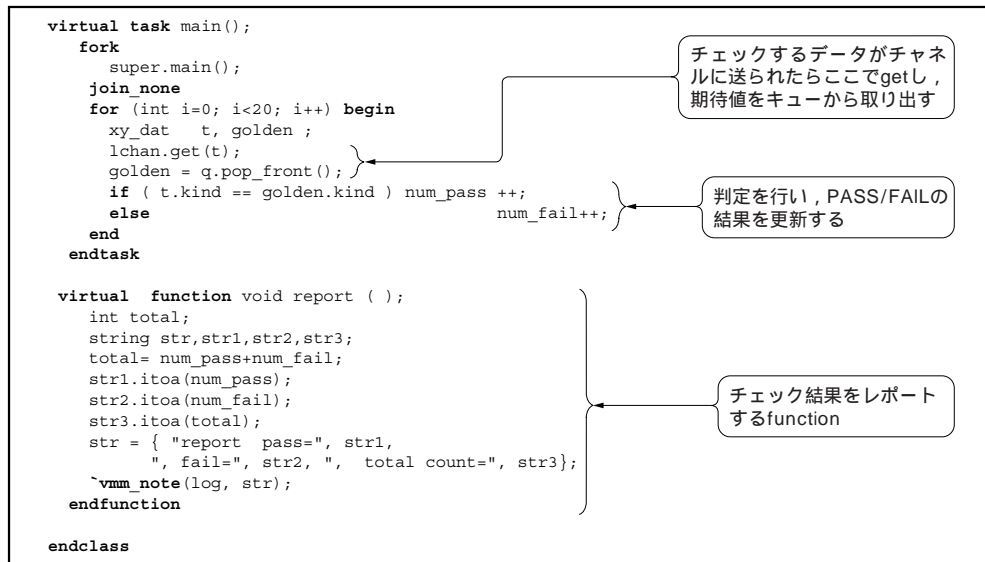 virtual task main();
fork
super.main();
join_none
for (int i=0; i<20; i++) begin
xy_dat t, golden ;
lchan.get(t);
golden = q.pop_front();
if ( t.kind == golden.kind ) num_pass ++;
else num_fail++;
end
endtask
チェックするデータがチャネ
ルに送られたらここでgetし，
期待値をキューから取り出す
判定を行い，PASS/FAILの
結果を更新する
virtual function void report ( );
int total;
string str,str1,str2,str3;
total= num_pass+num_fail;
str1.itoa(num_pass);
str2.itoa(num_fail);
str3.itoa(total);
str = { "report pass=", str1,
", fail=", str2, ", total count=", str3};
`vmm_note(log, str);
endfunction
チェック結果をレポート
するfunction
endclass